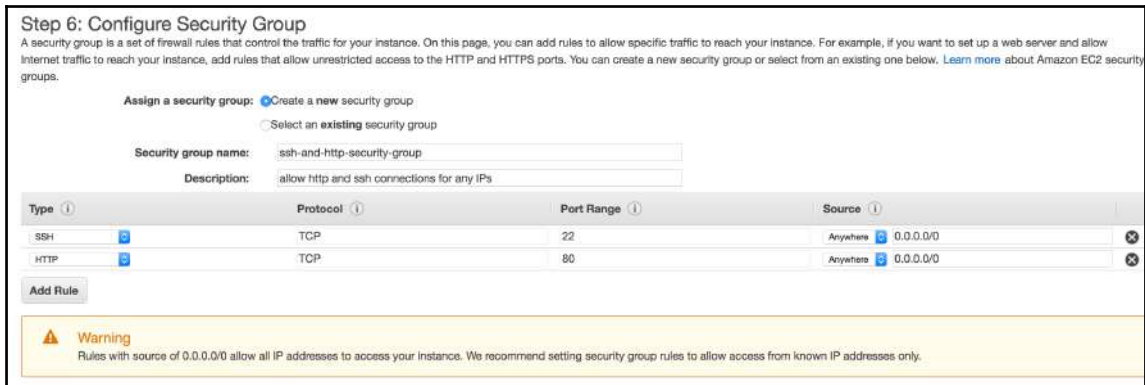 Step 6: Configure Security Group
A security group is a set of firewall rules that control the traffic for your instance. On this page, you can add rules to allow specific traffic to reach your instance. For example, if you want to set up a web server and allow
Internet traffic to reach your instance, add rules that allow unrestricted access to the HTTP and HTTPS ports. You can create a new security group or select from an existing one below. Learn more about Amazon EC2 security
groups.
Assign a security group: Create a new security group
Select an existing security group
Security group name: ssh-and-http-security-group
Description: allow http and ssh connections for any IPs
Type Protocol Port Range Source
SSH TCP 22 Anywhere 0.0.0.0/0
HTTP TCP 80 Anywhere 0.0.0.0/0
Add Rule
Warning
Rules with source of 0.0.0.0/0 allow all IP addresses to access your instance. We recommend setting security group rules to allow access from known IP addresses only.